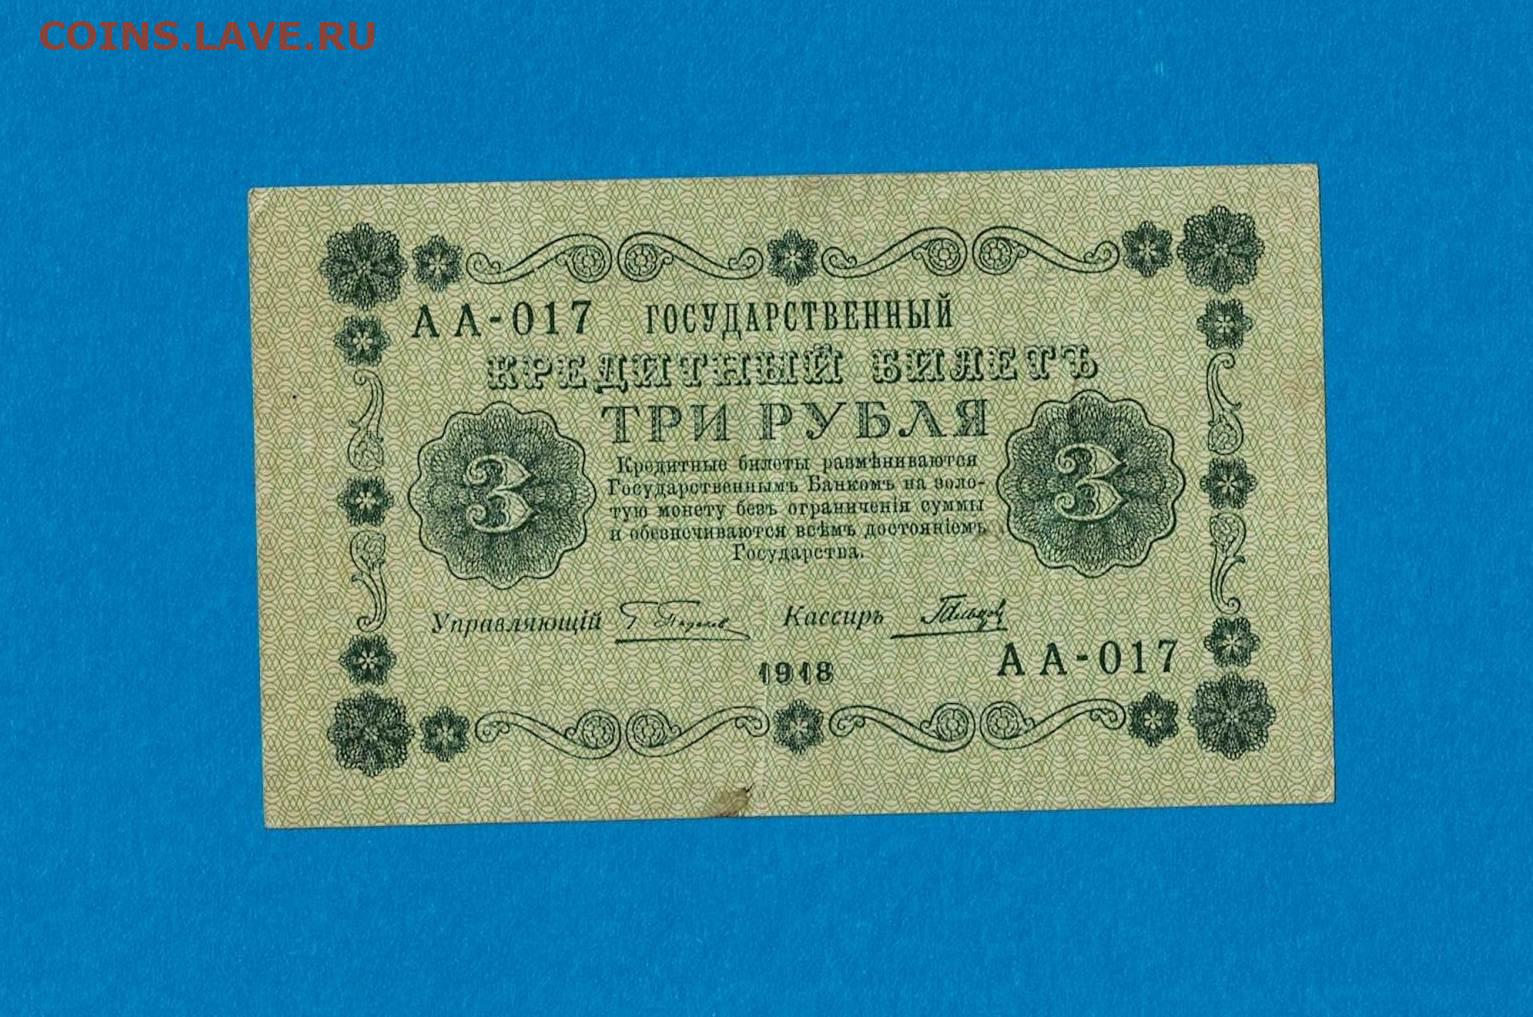 COINS.LAVE.RU
АА-017 ГОСУДАРСТВЕННЫЙ
КРЕДИТНЫЙ БИЛЕТЪ
ТРИ РУБЛЯ
3 3
Кредитные билеты размѣниваются
Государственнымъ Банкомъ на золо-
тую монету безъ ограниченія суммы
и обезпечиваются всѣмъ достояніемъ
Государства.
Управляющій Кассиръ
1918 АА-017